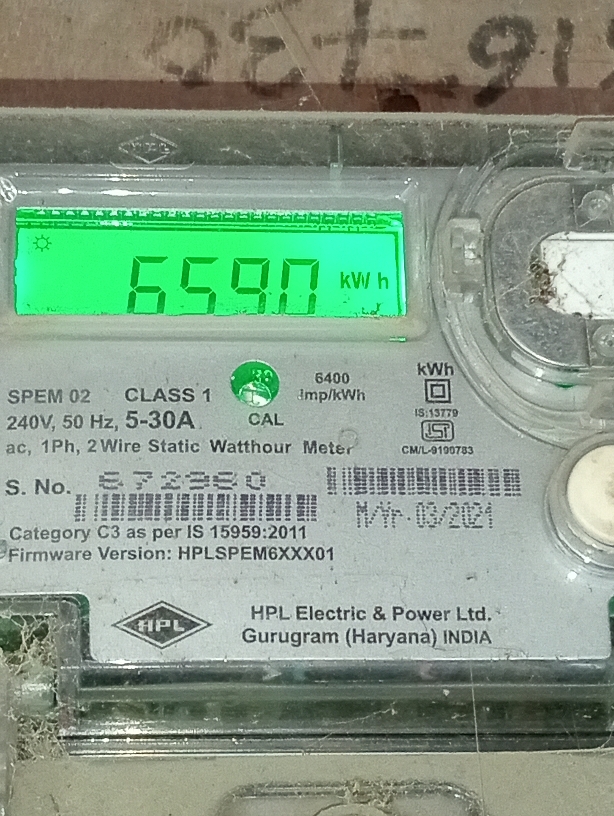 6590 kWh
SPEM 02 CLASS 1
6400
imp/kWh
kWh
240V, 50 Hz, 5-30A
CAL
IS:13779
ac, 1Ph, 2 Wire Static Watthour Meter
CM/L-9100783
S. No. 672980
M/Yr 03/2021
Category C3 as per IS 15959:2011
Firmware Version: HPLSPEM6XXX01
HPL
HPL Electric & Power Ltd.
Gurugram (Haryana) INDIA